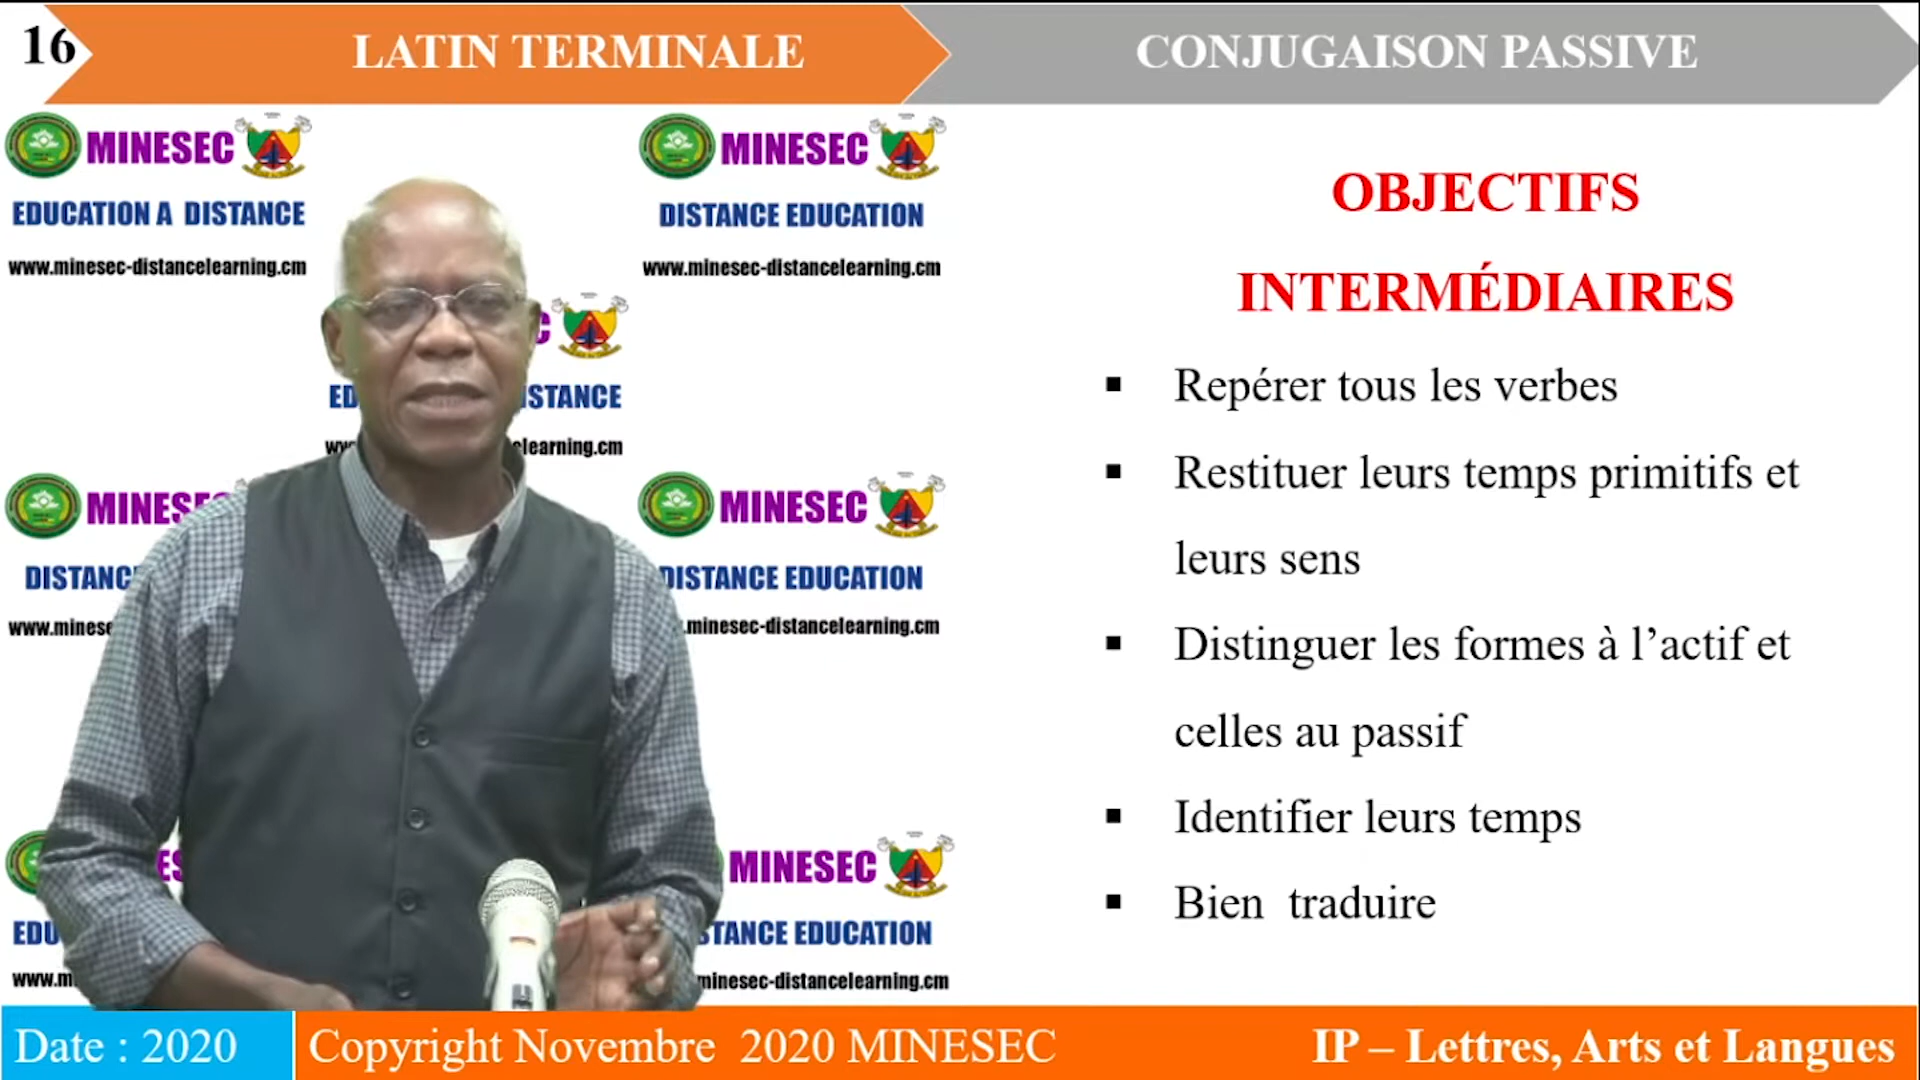 16
LATIN TERMINALE
CONJUGAISON PASSIVE
MINESEC
EDUCATION A DISTANCE
www.minesec-distancelearning.cm
MINESEC
DISTANCE EDUCATION
www.minesec-distancelearning.cm
OBJECTIFS
INTERMÉDIAIRES
▪ Repérer tous les verbes
▪ Restituer leurs temps primitifs et
leurs sens
▪ Distinguer les formes à l’actif et
celles au passif
▪ Identifier leurs temps
▪ Bien traduire
MINESEC
DISTANCE EDUCATION
MINESEC
Date : 2020
Copyright Novembre 2020 MINESEC
IP – Lettres, Arts et Langues